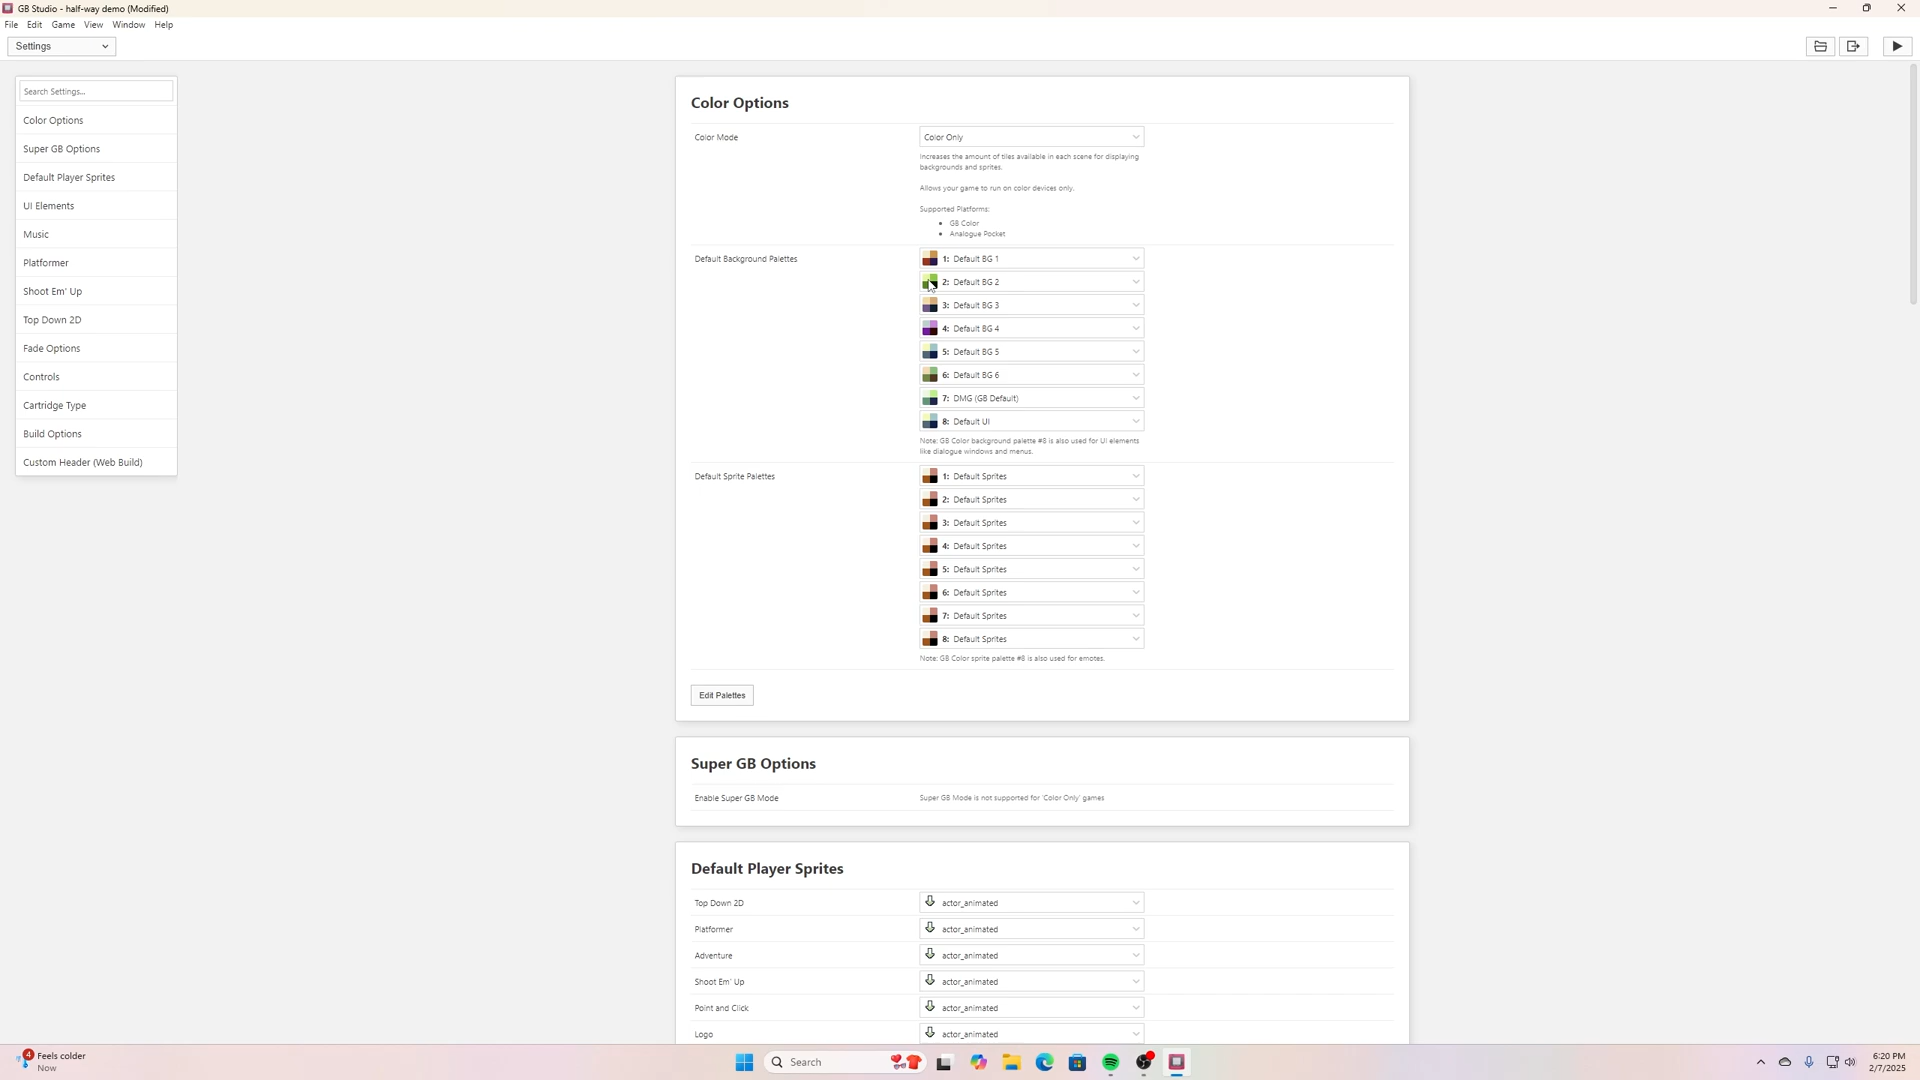 GB Studio - half-way demo (Modified)
File Edit Game View Window Help
Settings
Search Settings...
Color Options
Super GB Options
Default Player Sprites
UI Elements
Music
Platformer
Shoot Em' Up
Top Down 2D
Fade Options
Controls
Cartridge Type
Build Options
Custom Header (Web Build)
Color Options
Color Mode
Color Only
Increases the amount of tiles available in each scene for displaying
backgrounds and sprites.
Allows your game to run on color devices only.
Supported Platforms:
• GB Color
• Analogue Pocket
Default Background Palettes
1: Default BG 1
2: Default BG 2
3: Default BG 3
4: Default BG 4
5: Default BG 5
6: Default BG 6
7: DMG (GB Default)
8: Default UI
Note: GB Color background palette #8 is also used for UI elements
like dialogue windows and menus.
Default Sprite Palettes
1: Default Sprites
2: Default Sprites
3: Default Sprites
4: Default Sprites
5: Default Sprites
6: Default Sprites
7: Default Sprites
8: Default Sprites
Note: GB Color sprite palette #8 is also used for emotes.
Edit Palettes
Super GB Options
Enable Super GB Mode
Super GB Mode is not supported for 'Color Only' games
Default Player Sprites
Top Down 2D actor_animated
Platformer actor_animated
Adventure actor_animated
Shoot Em' Up actor_animated
Point and Click actor_animated
Logo actor_animated
4
Feels colder
Now
Search
6:20 PM
2/7/2025